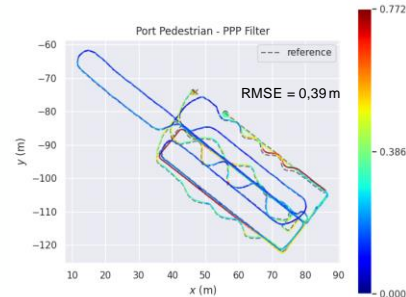 Port Pedestrian - PPP Filter
0.772
−60
--- reference
−70
RMSE = 0,39 m
−80
y (m)
−90
0.386
−100
−110
−120
10 20 30 40 50 60 70 80 90
x (m)
0.000